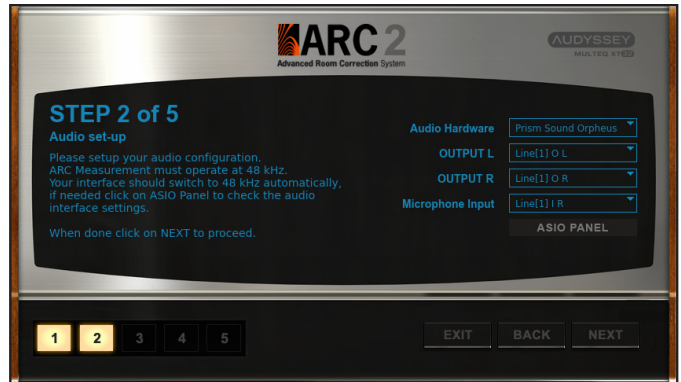 ARC 2
Advanced Room Correction System
AUDYSSEY
MULTEQ XT32
STEP 2 of 5
Audio set-up
Please setup your audio configuration.
ARC Measurement must operate at 48 kHz.
Your interface should switch to 48 kHz automatically,
if needed click on ASIO Panel to check the audio
interface settings.
When done click on NEXT to proceed.
Audio Hardware Prism Sound Orpheus
OUTPUT L Line[1] O L
OUTPUT R Line[1] O R
Microphone Input Line[1] I R
ASIO PANEL
1 2 3 4 5
EXIT BACK NEXT